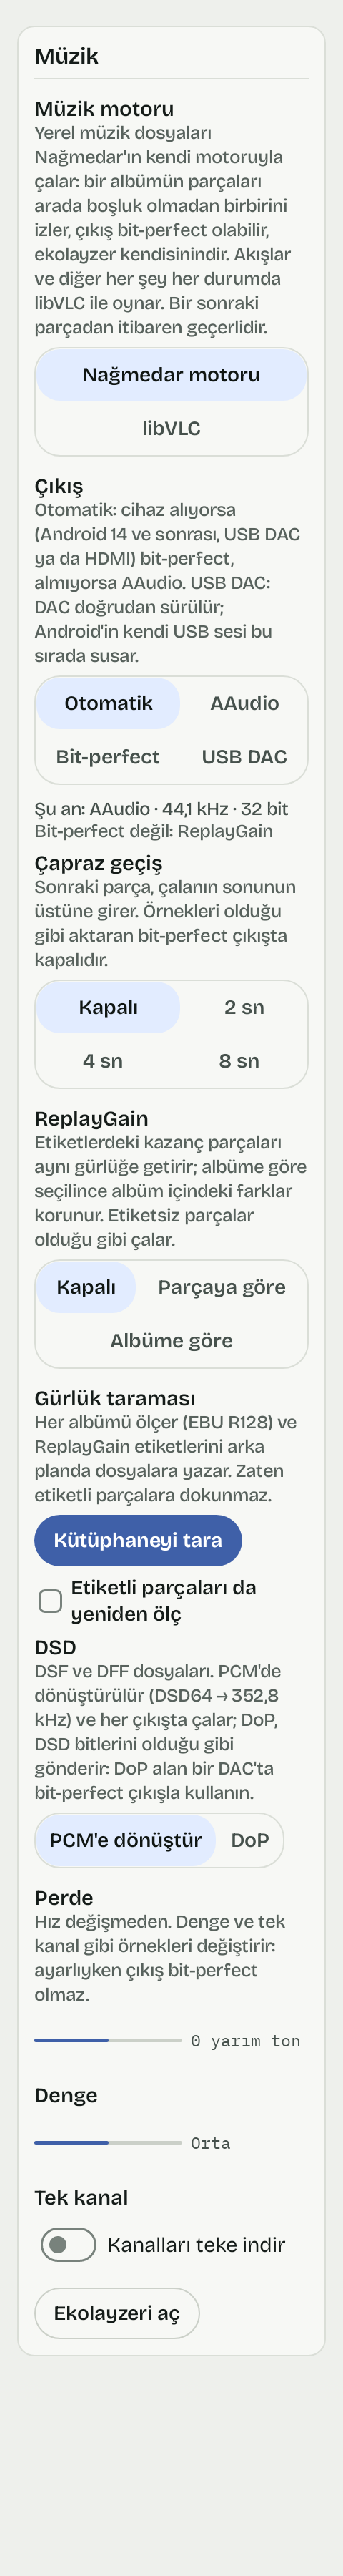 Müzik
Müzik motoru
Yerel müzik dosyaları
Nağmedar'ın kendi motoruyla
çalar: bir albümün parçaları
arada boşluk olmadan birbirini
izler, çıkış bit-perfect olabilir,
ekolayzer kendisinindir. Akışlar
ve diğer her şey her durumda
libVLC ile oynar. Bir sonraki
parçadan itibaren geçerlidir.
Nağmedar motoru
libVLC
Çıkış
Otomatik: cihaz alıyorsa
(Android 14 ve sonrası, USB DAC
ya da HDMI) bit-perfect,
almıyorsa AAudio. USB DAC:
DAC doğrudan sürülür;
Android'in kendi USB sesi bu
sırada susar.
Otomatik AAudio
Bit-perfect USB DAC
Şu an: AAudio · 44,1 kHz · 32 bit
Bit-perfect değil: ReplayGain
Çapraz geçiş
Sonraki parça, çalanın sonunun
üstüne girer. Örnekleri olduğu
gibi aktaran bit-perfect çıkışta
kapalıdır.
Kapalı 2 sn
4 sn 8 sn
ReplayGain
Etiketlerdeki kazanç parçaları
aynı gürlüğe getirir; albüme göre
seçilince albüm içindeki farklar
korunur. Etiketsiz parçalar
olduğu gibi çalar.
Kapalı Parçaya göre
Albüme göre
Gürlük taraması
Her albümü ölçer (EBU R128) ve
ReplayGain etiketlerini arka
planda dosyalara yazar. Zaten
etiketli parçalara dokunmaz.
Kütüphaneyi tara
Etiketli parçaları da
yeniden ölç
DSD
DSF ve DFF dosyaları. PCM'de
dönüştürülür (DSD64 → 352,8
kHz) ve her çıkışta çalar; DoP,
DSD bitlerini olduğu gibi
gönderir: DoP alan bir DAC'ta
bit-perfect çıkışla kullanın.
PCM'e dönüştür DoP
Perde
Hız değişmeden. Denge ve tek
kanal gibi örnekleri değiştirir:
ayarlıyken çıkış bit-perfect
olmaz.
0 yarım ton
Denge
Orta
Tek kanal
Kanalları teke indir
Ekolayzeri aç